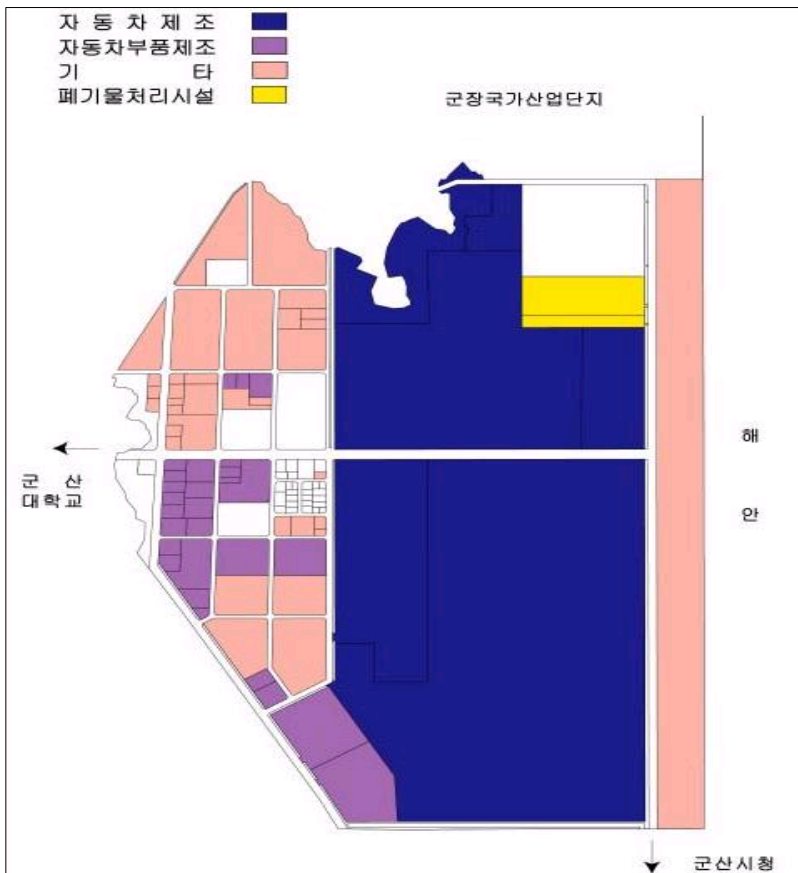 자 동 차 제 조
자동차부품제조
기 타
폐기물처리시설
군장국가산업단지
해
안
군 산
대학교
군산시청